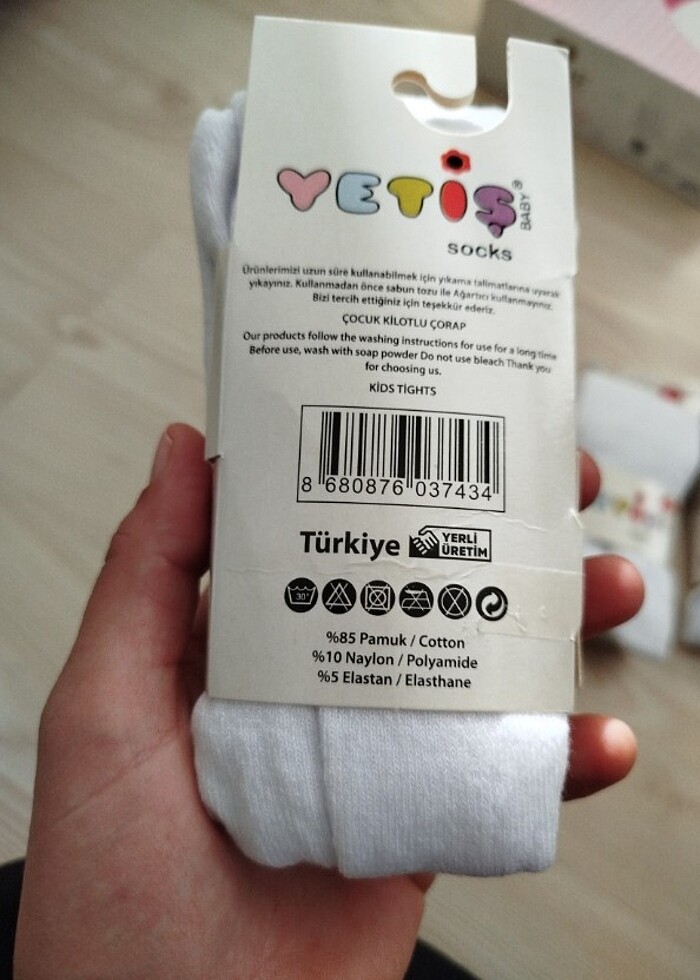 YETİŞ
BABY®
socks
Ürünlerimizi uzun süre kullanabilmek için yıkama talimatlarına uyarak
yıkayınız. Kullanmadan önce sabun tozu ile Ağartıcı kullanmayınız.
Bizi tercih ettiğiniz için teşekkür ederiz.
ÇOCUK KİLOTLU ÇORAP
Our products follow the washing instructions for use for a long time
Before use, wash with soap powder Do not use bleach Thank you
for choosing us.
KİDS TİGHTS
8 680876 037434
Türkiye YERLİ
ÜRETİM
30°
%85 Pamuk / Cotton
%10 Naylon / Polyamide
%5 Elastan / Elasthane